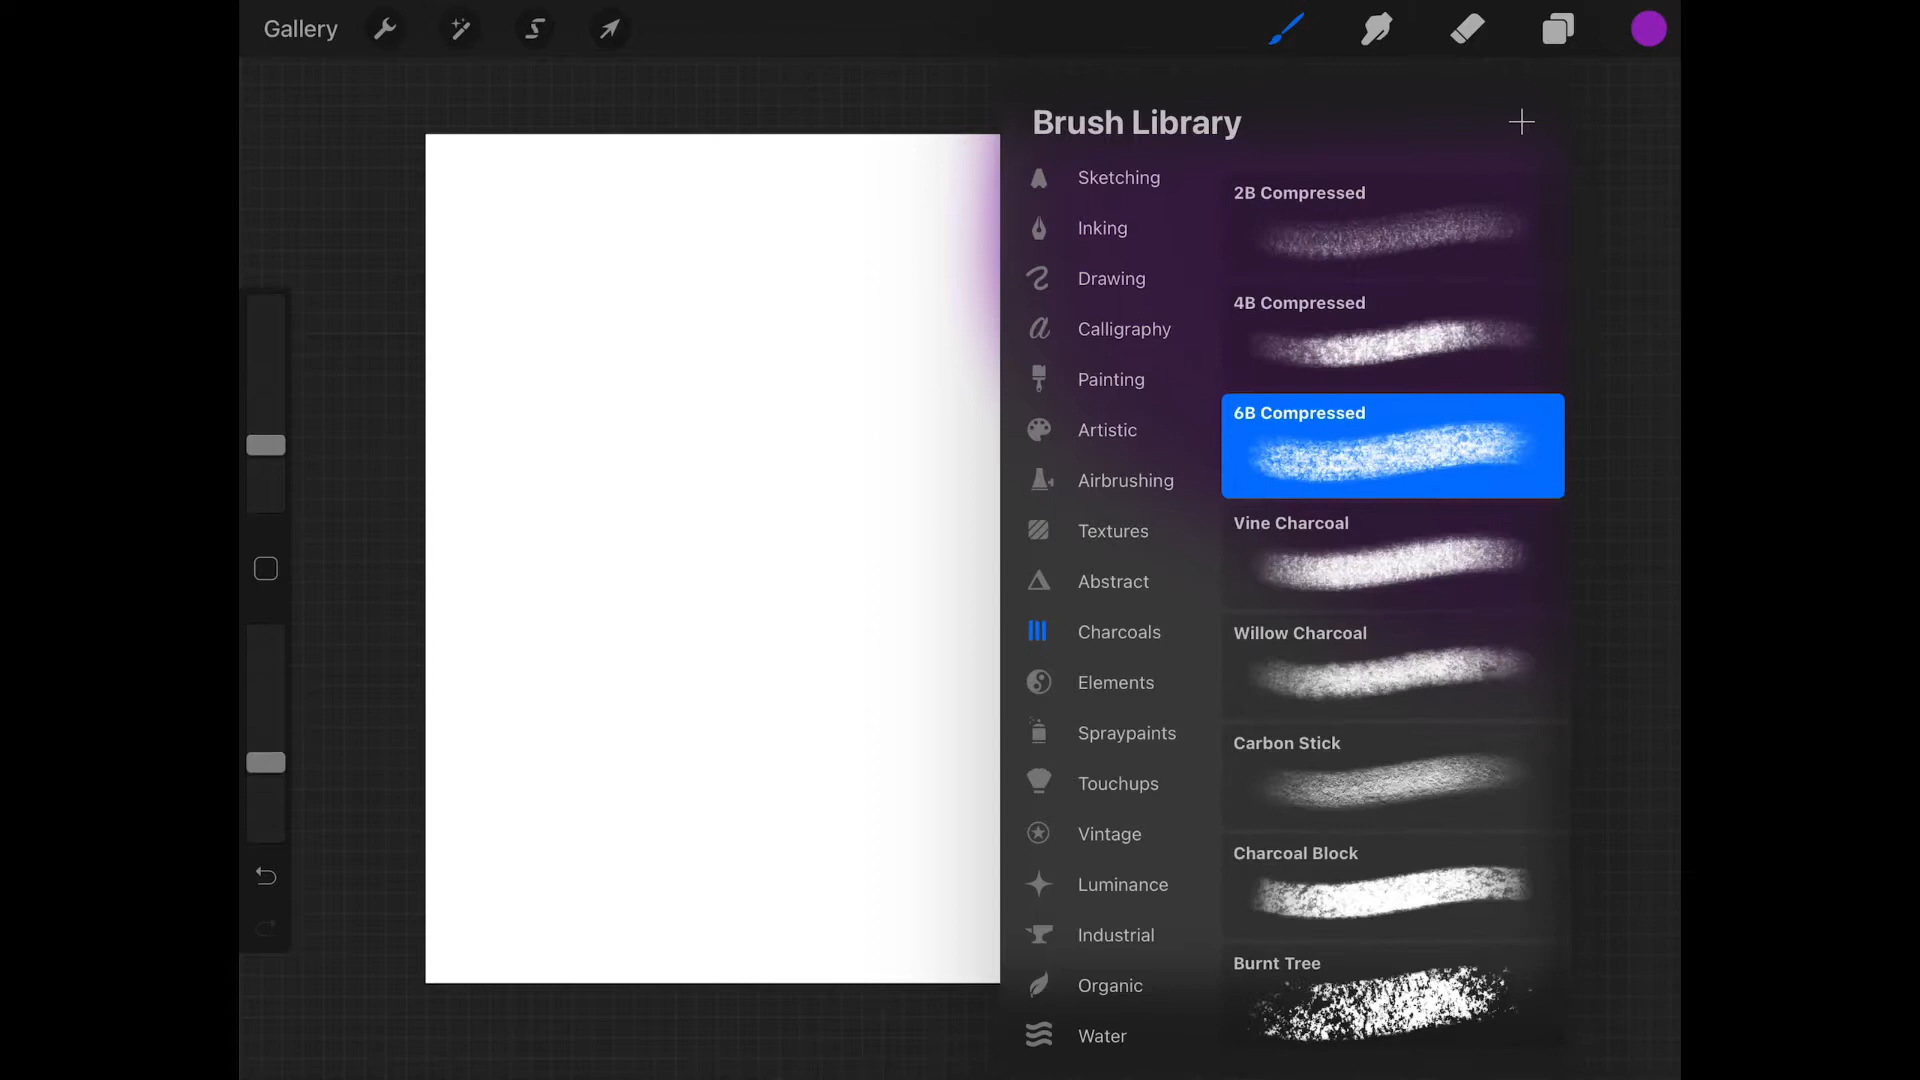 Gallery
Brush Library
Sketching
Inking
Drawing
Calligraphy
Painting
Artistic
Airbrushing
Textures
Abstract
Charcoals
Elements
Spraypaints
Touchups
Vintage
Luminance
Industrial
Organic
Water
2B Compressed
4B Compressed
6B Compressed
Vine Charcoal
Willow Charcoal
Carbon Stick
Charcoal Block
Burnt Tree